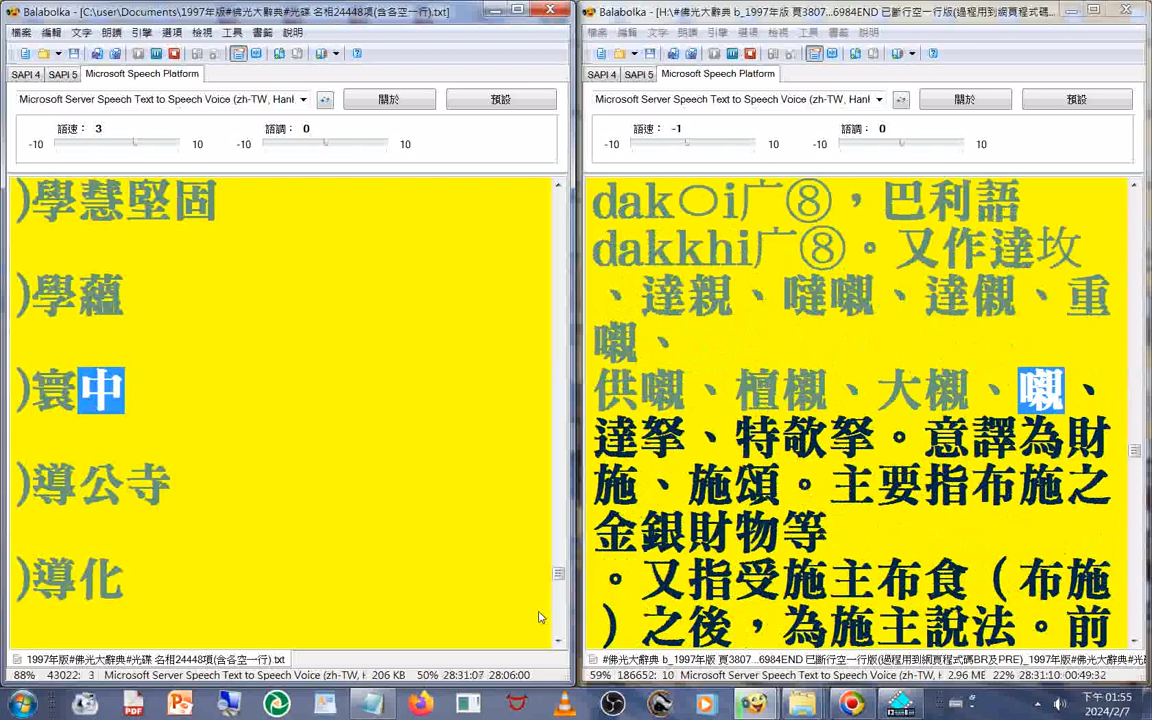 Balabolka - [C:\user\Documents\1997年版#佛光大辭典#光碟 名相24448項(含各空一行).txt]
檔案 編輯 文字 朗讀 引擎 選項 檢視 工具 書籤 說明
SAPI 4 SAPI 5 Microsoft Speech Platform
Microsoft Server Speech Text to Speech Voice (zh-TW, Hanl
關於 預設
語速： 3 語調： 0
-10 10 -10 10
)學慧堅固
)學蘊
)寰中
)導公寺
)導化
1997年版#佛光大辭典#光碟 名相24448項(含各空一行).txt
88% 43022: 3 Microsoft Server Speech Text to Speech Voice (zh-TW, H 206 KB 50% 28:31:07 28:06:00
Balabolka - [H:\#佛光大辭典 b_1997年版 頁3807...6984END 已斷行空一行版(過程用到網頁程式碼...
檔案 編輯 文字 朗讀 引擎 選項 檢視 工具 書籤 說明
SAPI 4 SAPI 5 Microsoft Speech Platform
Microsoft Server Speech Text to Speech Voice (zh-TW, Hanl
關於 預設
語速： -1 語調： 0
-10 10 -10 10
dak○i广⑧，巴利語
dakkhi广⑧。又作達坆
、達親、噠嚫、達儭、重
嚫、
供嚫、檀櫬、大櫬、嚫、
達拏、特欹拏。意譯為財
施、施頌。主要指布施之
金銀財物等
。又指受施主布食（布施
）之後，為施主說法。前
#佛光大辭典 b_1997年版 頁3807...6984END 已斷行空一行版(過程用到網頁程式碼BR及PRE)_1997年版#光
59% 186652: 10 Microsoft Server Speech Text to Speech Voice (zh-TW, H 2.96 ME 22% 28:31:10 00:49:32
下午 01:55
2024/2/7